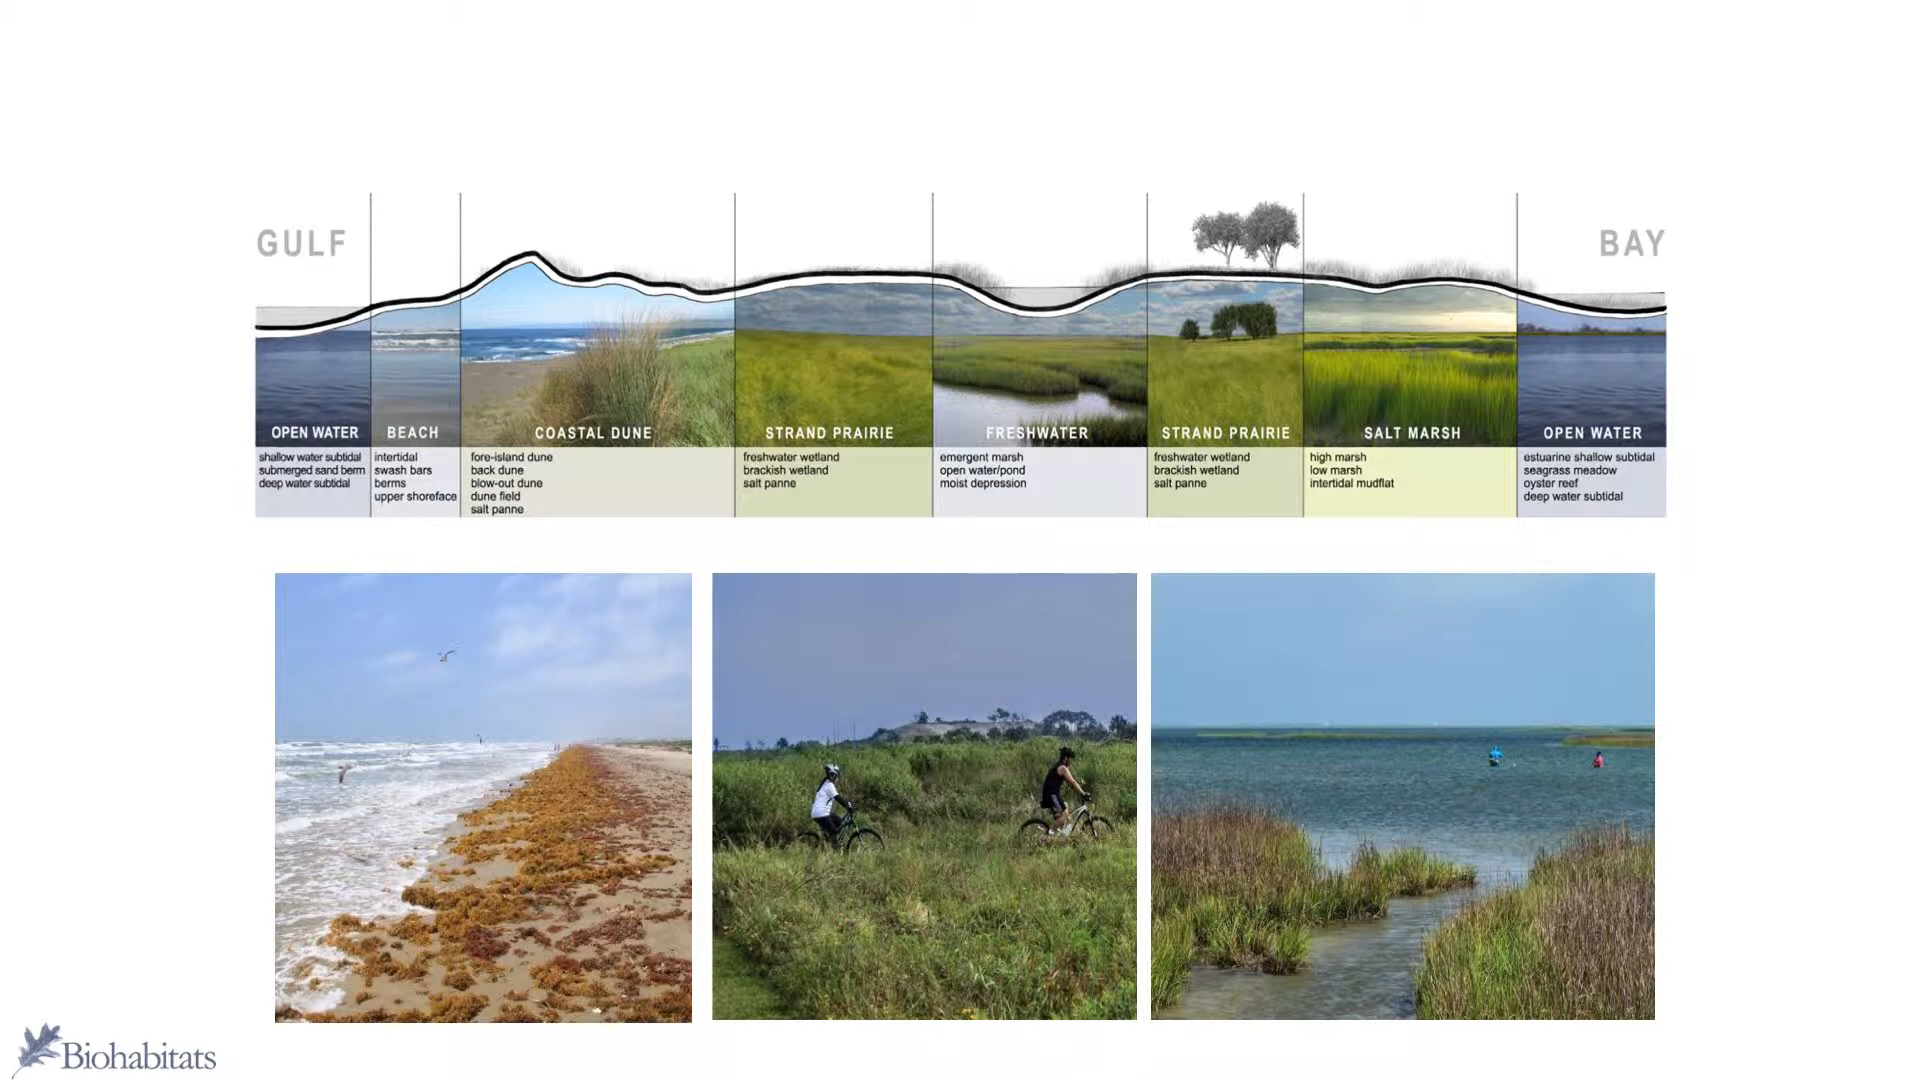 GULF
BAY
OPEN WATER
shallow water subtidal
submerged sand berm
deep water subtidal
BEACH
intertidal
swash bars
berms
upper shoreface
COASTAL DUNE
fore-island dune
back dune
blow-out dune
dune field
salt panne
STRAND PRAIRIE
freshwater wetland
brackish wetland
salt panne
FRESHWATER
emergent marsh
open water/pond
moist depression
STRAND PRAIRIE
freshwater wetland
brackish wetland
salt panne
SALT MARSH
high marsh
low marsh
intertidal mudflat
OPEN WATER
estuarine shallow subtidal
seagrass meadow
oyster reef
deep water subtidal
Biohabitats